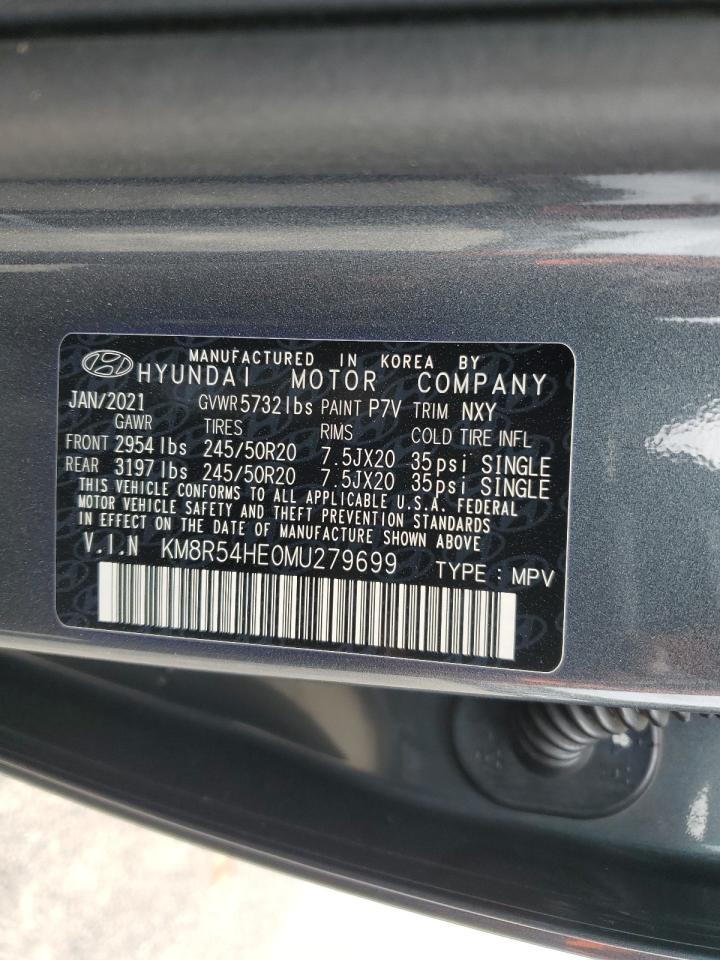 MANUFACTURED IN KOREA BY
HYUNDAI MOTOR COMPANY
JAN/2021 GVWR 5732lbs PAINT P7V TRIM NXY
GAWR TIRES RIMS COLD TIRE INFL
FRONT 2954 lbs 245/50R20 7.5JX20 35psi SINGLE
REAR 3197 lbs 245/50R20 7.5JX20 35psi SINGLE
THIS VEHICLE CONFORMS TO ALL APPLICABLE U.S.A. FEDERAL
MOTOR VEHICLE SAFETY AND THEFT PREVENTION STANDARDS
IN EFFECT ON THE DATE OF MANUFACTURE SHOWN ABOVE
V.I.N KM8R54HE0MU279699 TYPE : MPV